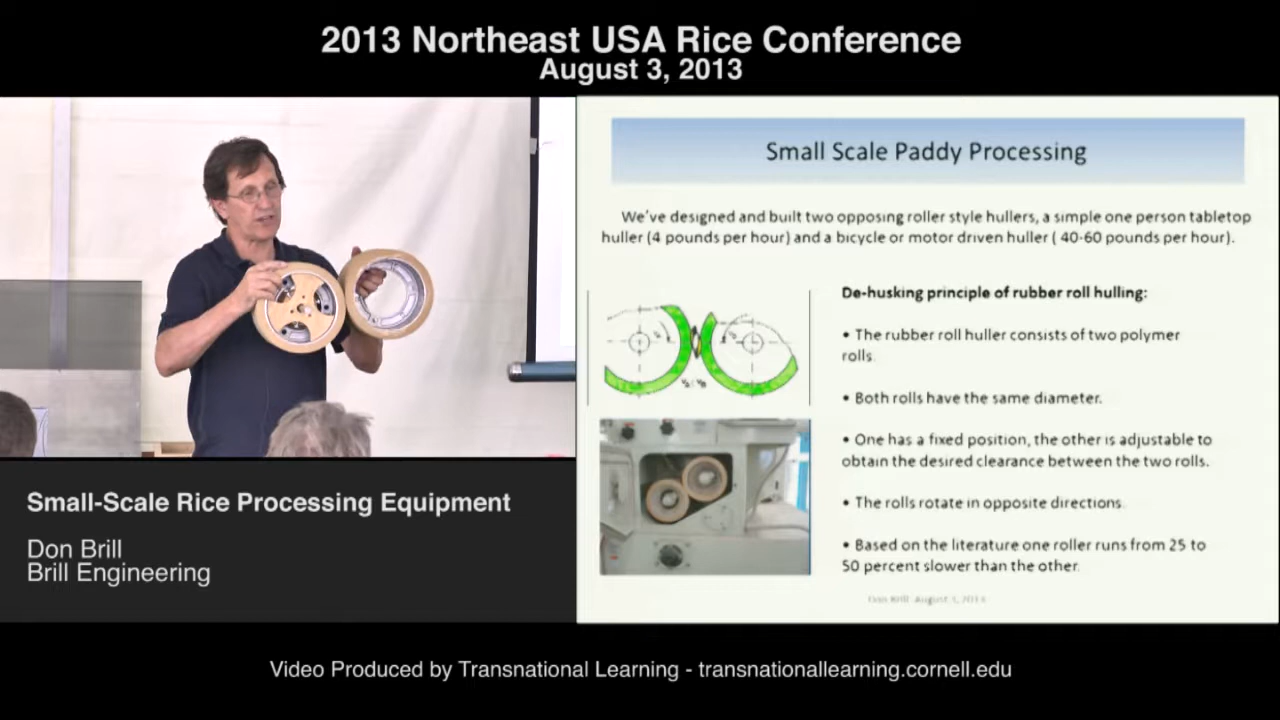 2013 Northeast USA Rice Conference
August 3, 2013
Small Scale Paddy Processing
We've designed and built two opposing roller style hullers, a simple one person tabletop
huller (4 pounds per hour) and a bicycle or motor driven huller ( 40-60 pounds per hour).
De-husking principle of rubber roll hulling:
• The rubber roll huller consists of two polymer
rolls.
• Both rolls have the same diameter.
• One has a fixed position, the other is adjustable to
obtain the desired clearance between the two rolls.
• The rolls rotate in opposite directions.
• Based on the literature one roller runs from 25 to
50 percent slower than the other.
Don Brill August 3, 2013
Small-Scale Rice Processing Equipment
Don Brill
Brill Engineering
Video Produced by Transnational Learning - transnationallearning.cornell.edu